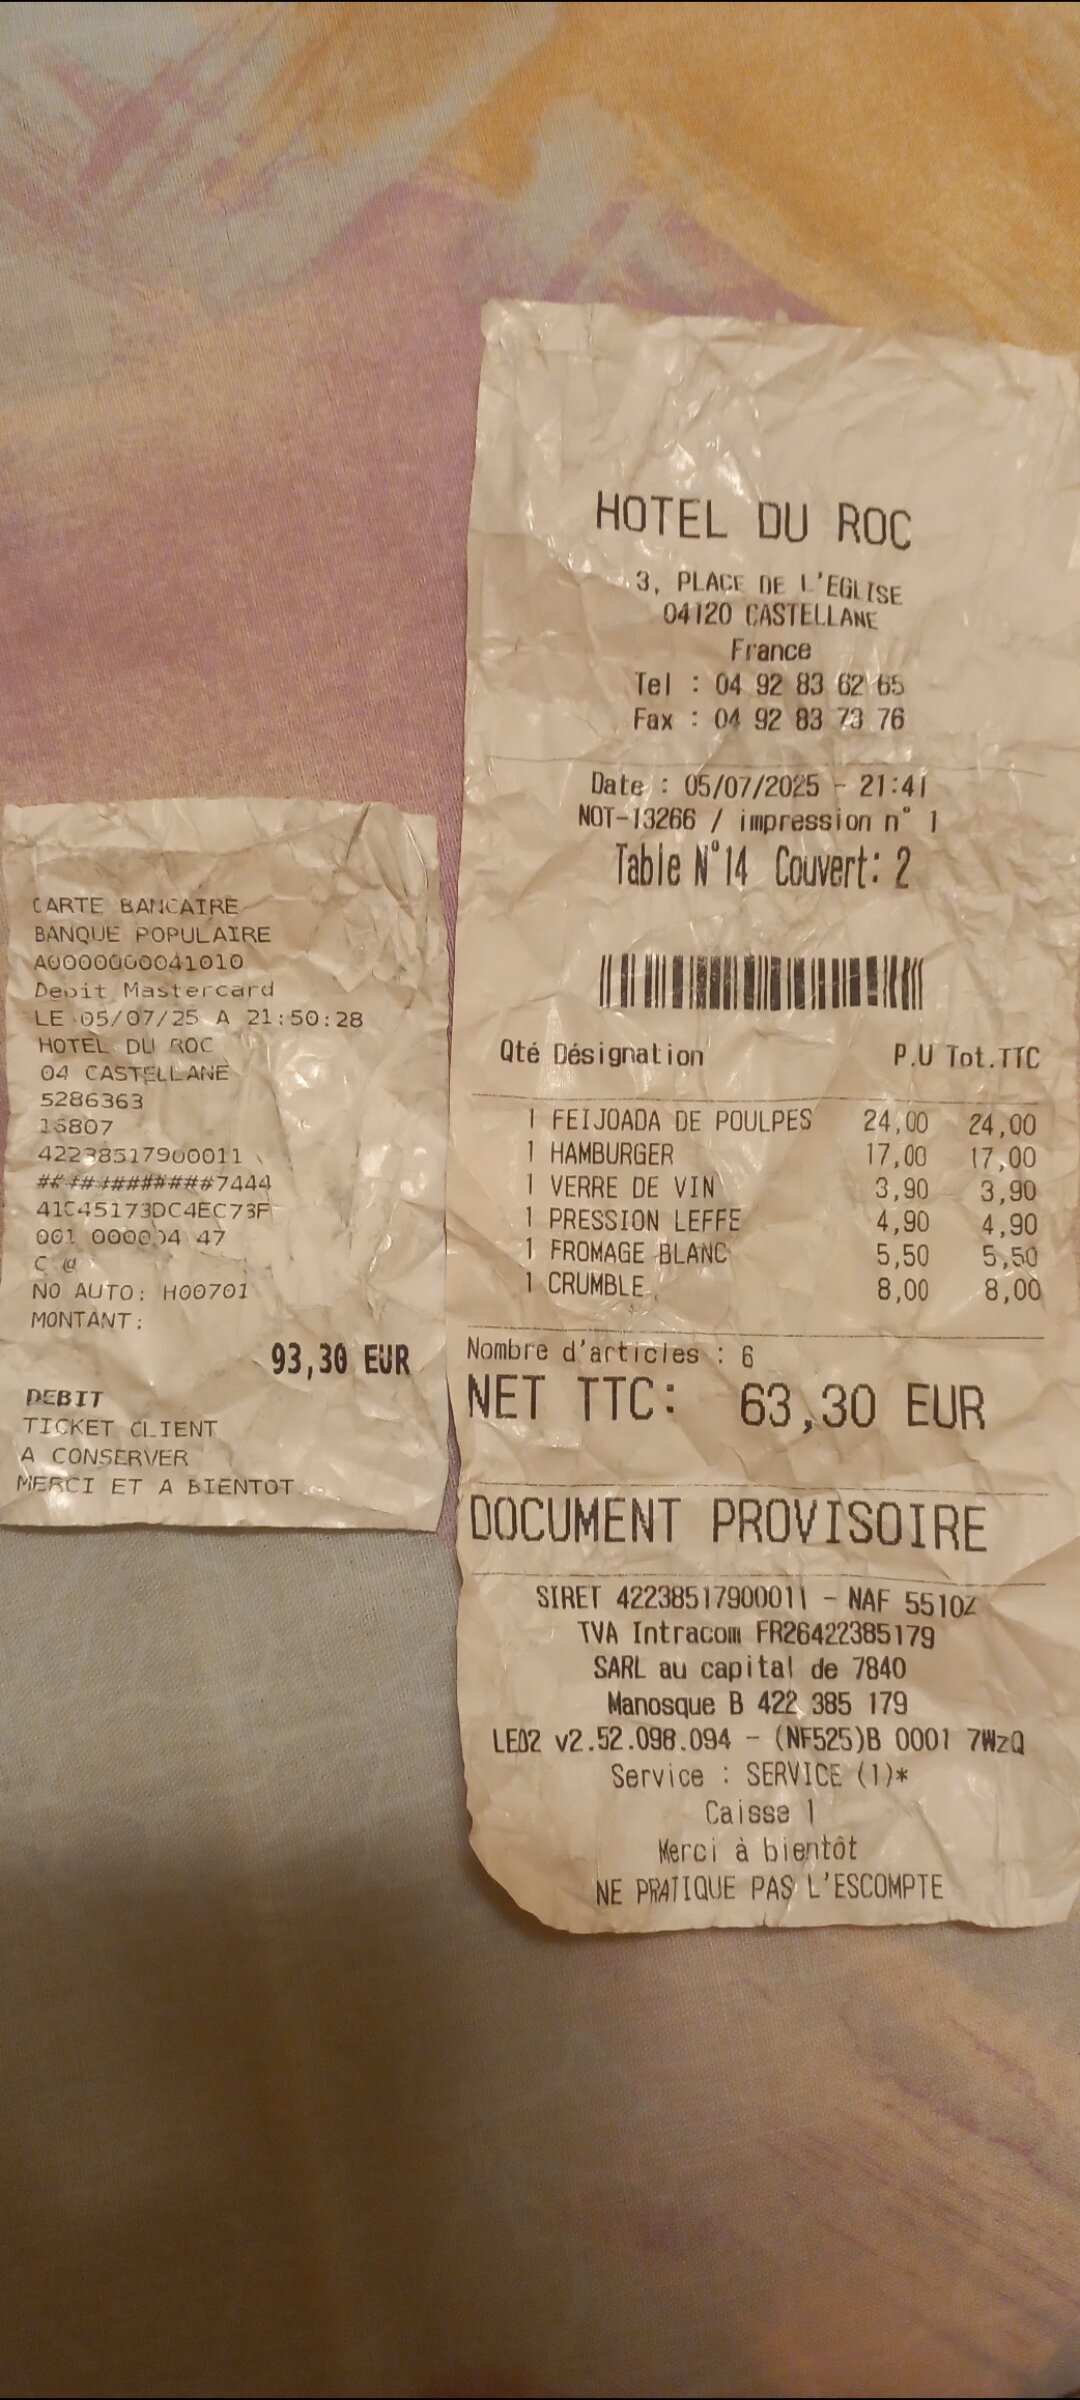 CARTE BANCAIRE
BANQUE POPULAIRE
A0000000041010
Debit Mastercard
LE 05/07/25 A 21:50:28
HOTEL DU ROC
04 CASTELLANE
5286363
16807
42238517900011
############7444
41C45173DC4EC73F
001 000004 47
C @
NO AUTO: H00701
MONTANT:
93,30 EUR
DEBIT
TICKET CLIENT
A CONSERVER
MERCI ET A BIENTOT
HOTEL DU ROC
3, PLACE DE L'EGLISE
04120 CASTELLANE
France
Tel : 04 92 83 62 65
Fax : 04 92 83 73 76
Date : 05/07/2025 - 21:41
NOT-13266 / impression n° 1
Table N°14 Couvert: 2
Qté Désignation P.U Tot.TTC
1 FEIJOADA DE POULPES 24,00 24,00
1 HAMBURGER 17,00 17,00
1 VERRE DE VIN 3,90 3,90
1 PRESSION LEFFE 4,90 4,90
1 FROMAGE BLANC 5,50 5,50
1 CRUMBLE 8,00 8,00
Nombre d'articles : 6
NET TTC: 63,30 EUR
DOCUMENT PROVISOIRE
SIRET 42238517900011 - NAF 5510Z
TVA Intracom FR26422385179
SARL au capital de 7840
Manosque B 422 385 179
LEO2 v2.52.098.094 - (NF525)B 0001 7WzQ
Service : SERVICE (1)*
Caisse 1
Merci à bientôt
NE PRATIQUE PAS L'ESCOMPTE